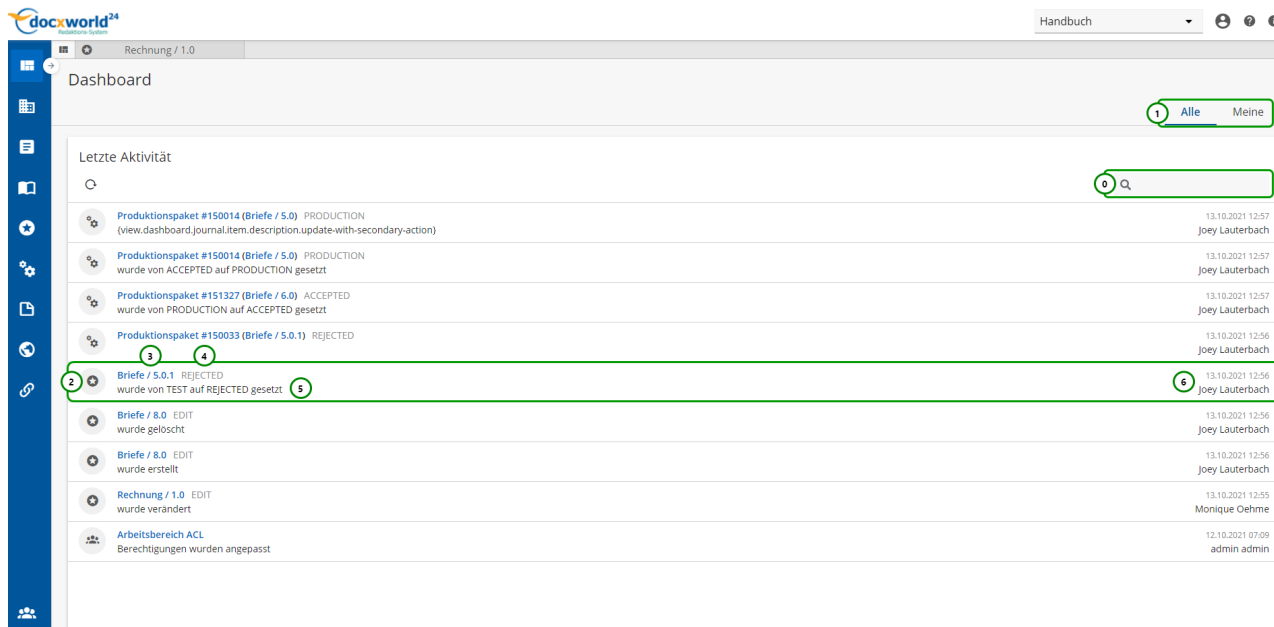 docxworld24
Redaktions-System
Handbuch
Rechnung / 1.0
Dashboard
1 Alle Meine
Letzte Aktivität
0
Produktionspaket #150014 (Briefe / 5.0) PRODUCTION 13.10.2021 12:57
(view.dashboard.journal.item.description.update-with-secondary-action) Joey Lauterbach
Produktionspaket #150014 (Briefe / 5.0) PRODUCTION 13.10.2021 12:57
wurde von ACCEPTED auf PRODUCTION gesetzt Joey Lauterbach
Produktionspaket #151327 (Briefe / 6.0) ACCEPTED 13.10.2021 12:57
wurde von PRODUCTION auf ACCEPTED gesetzt Joey Lauterbach
Produktionspaket #150033 (Briefe / 5.0.1) REJECTED 13.10.2021 12:56
Joey Lauterbach
3 4
2 Briefe / 5.0.1 REJECTED 6 13.10.2021 12:56
wurde von TEST auf REJECTED gesetzt 5 Joey Lauterbach
Briefe / 8.0 EDIT 13.10.2021 12:56
wurde gelöscht Joey Lauterbach
Briefe / 8.0 EDIT 13.10.2021 12:56
wurde erstellt Joey Lauterbach
Rechnung / 1.0 EDIT 13.10.2021 12:55
wurde verändert Monique Oehme
Arbeitsbereich ACL 12.10.2021 07:09
Berechtigungen wurden angepasst admin admin